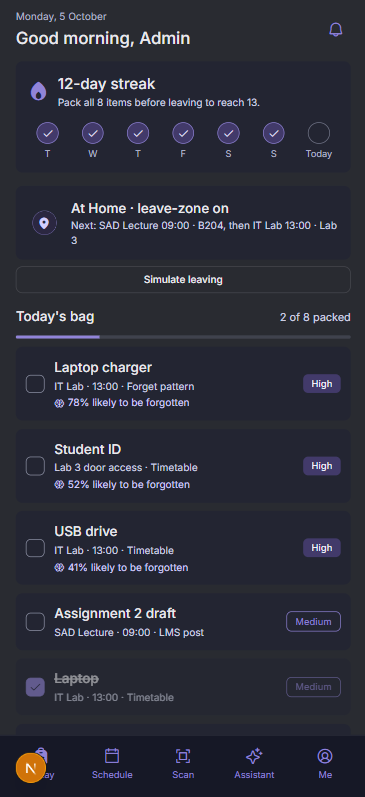 Monday, 5 October
Good morning, Admin
12-day streak
Pack all 8 items before leaving to reach 13.
T W T F S S Today
At Home · leave-zone on
Next: SAD Lecture 09:00 · B204, then IT Lab 13:00 · Lab
3
Simulate leaving
Today's bag 2 of 8 packed
Laptop charger
IT Lab · 13:00 · Forget pattern
High
78% likely to be forgotten
Student ID
Lab 3 door access · Timetable
High
52% likely to be forgotten
USB drive
IT Lab · 13:00 · Timetable
High
41% likely to be forgotten
Assignment 2 draft
SAD Lecture · 09:00 · LMS post
Medium
Laptop
IT Lab · 13:00 · Timetable
Medium
N
Schedule Scan Assistant Me